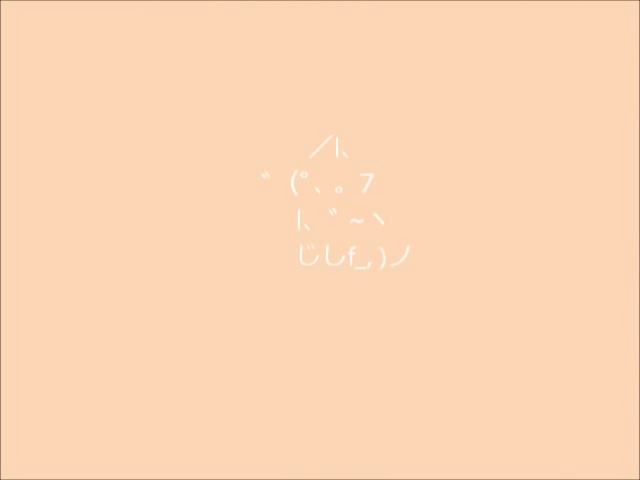 ／l、
゛(ﾟ､ 。7
l、゛~ヽ
じしf_, )ノ